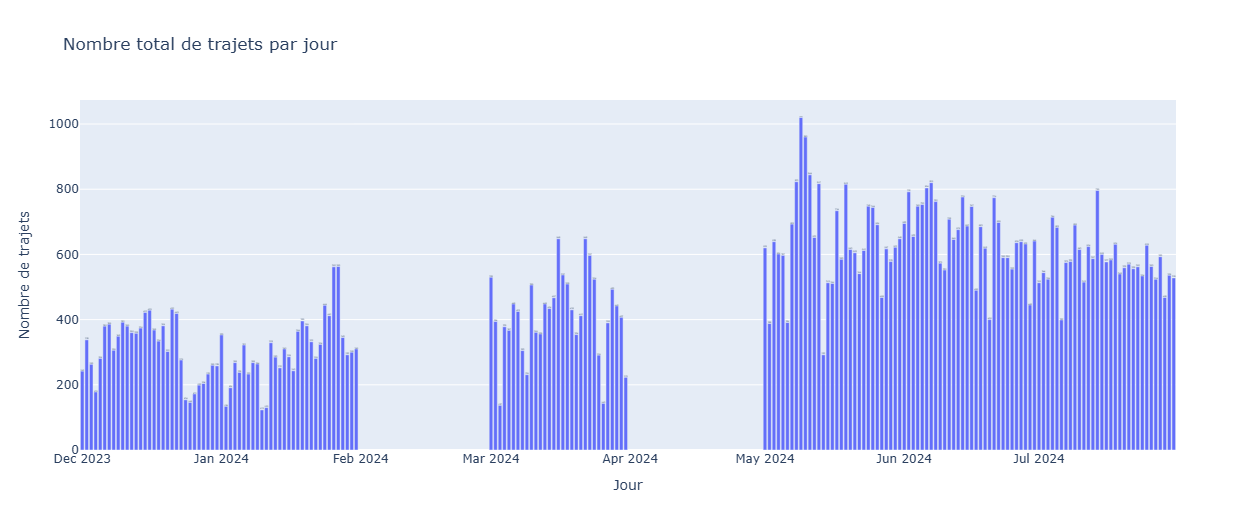 Nombre total de trajets par jour
Nombre de trajets
1000
800
600
400
200
0
Dec 2023 Jan 2024 Feb 2024 Mar 2024 Apr 2024 May 2024 Jun 2024 Jul 2024
Jour